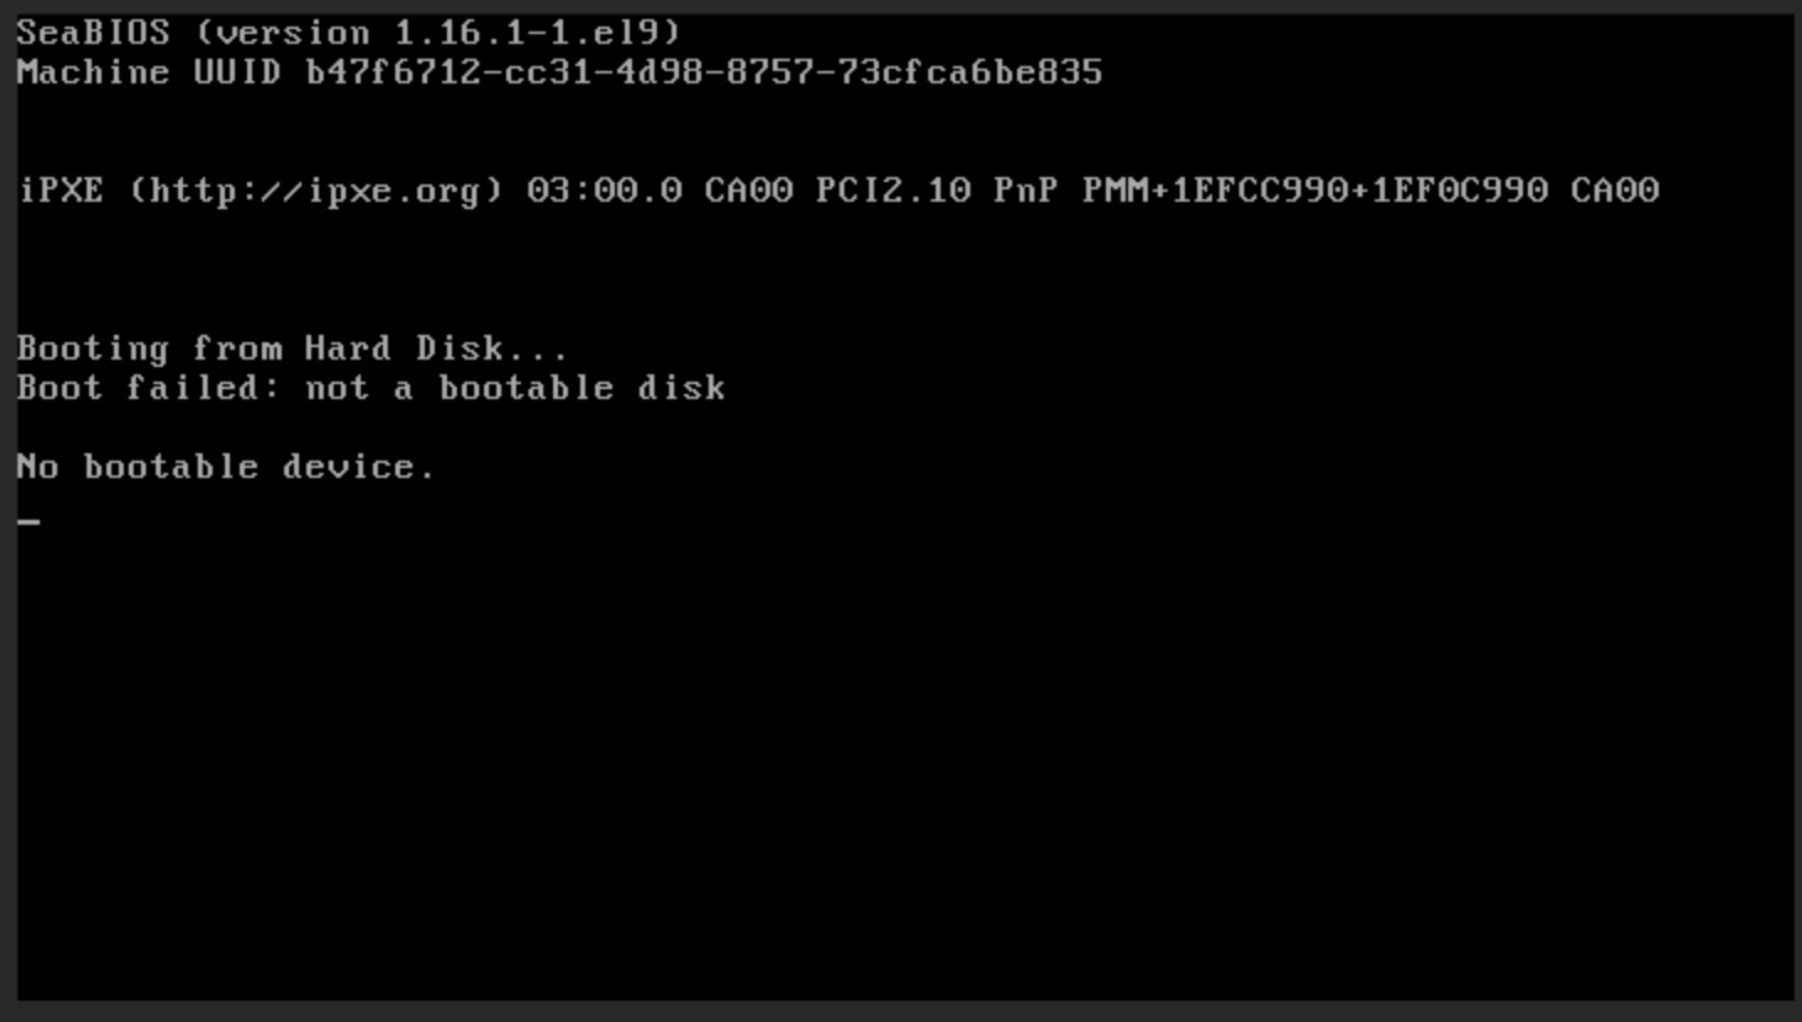 SeaBIOS (version 1.16.1-1.el9)
Machine UUID b47f6712-cc31-4d98-8757-73cfca6be835
iPXE (http://ipxe.org) 03:00.0 CA00 PCI2.10 PnP PMM+1EFCC990+1EF0C990 CA00
Booting from Hard Disk...
Boot failed: not a bootable disk
No bootable device.